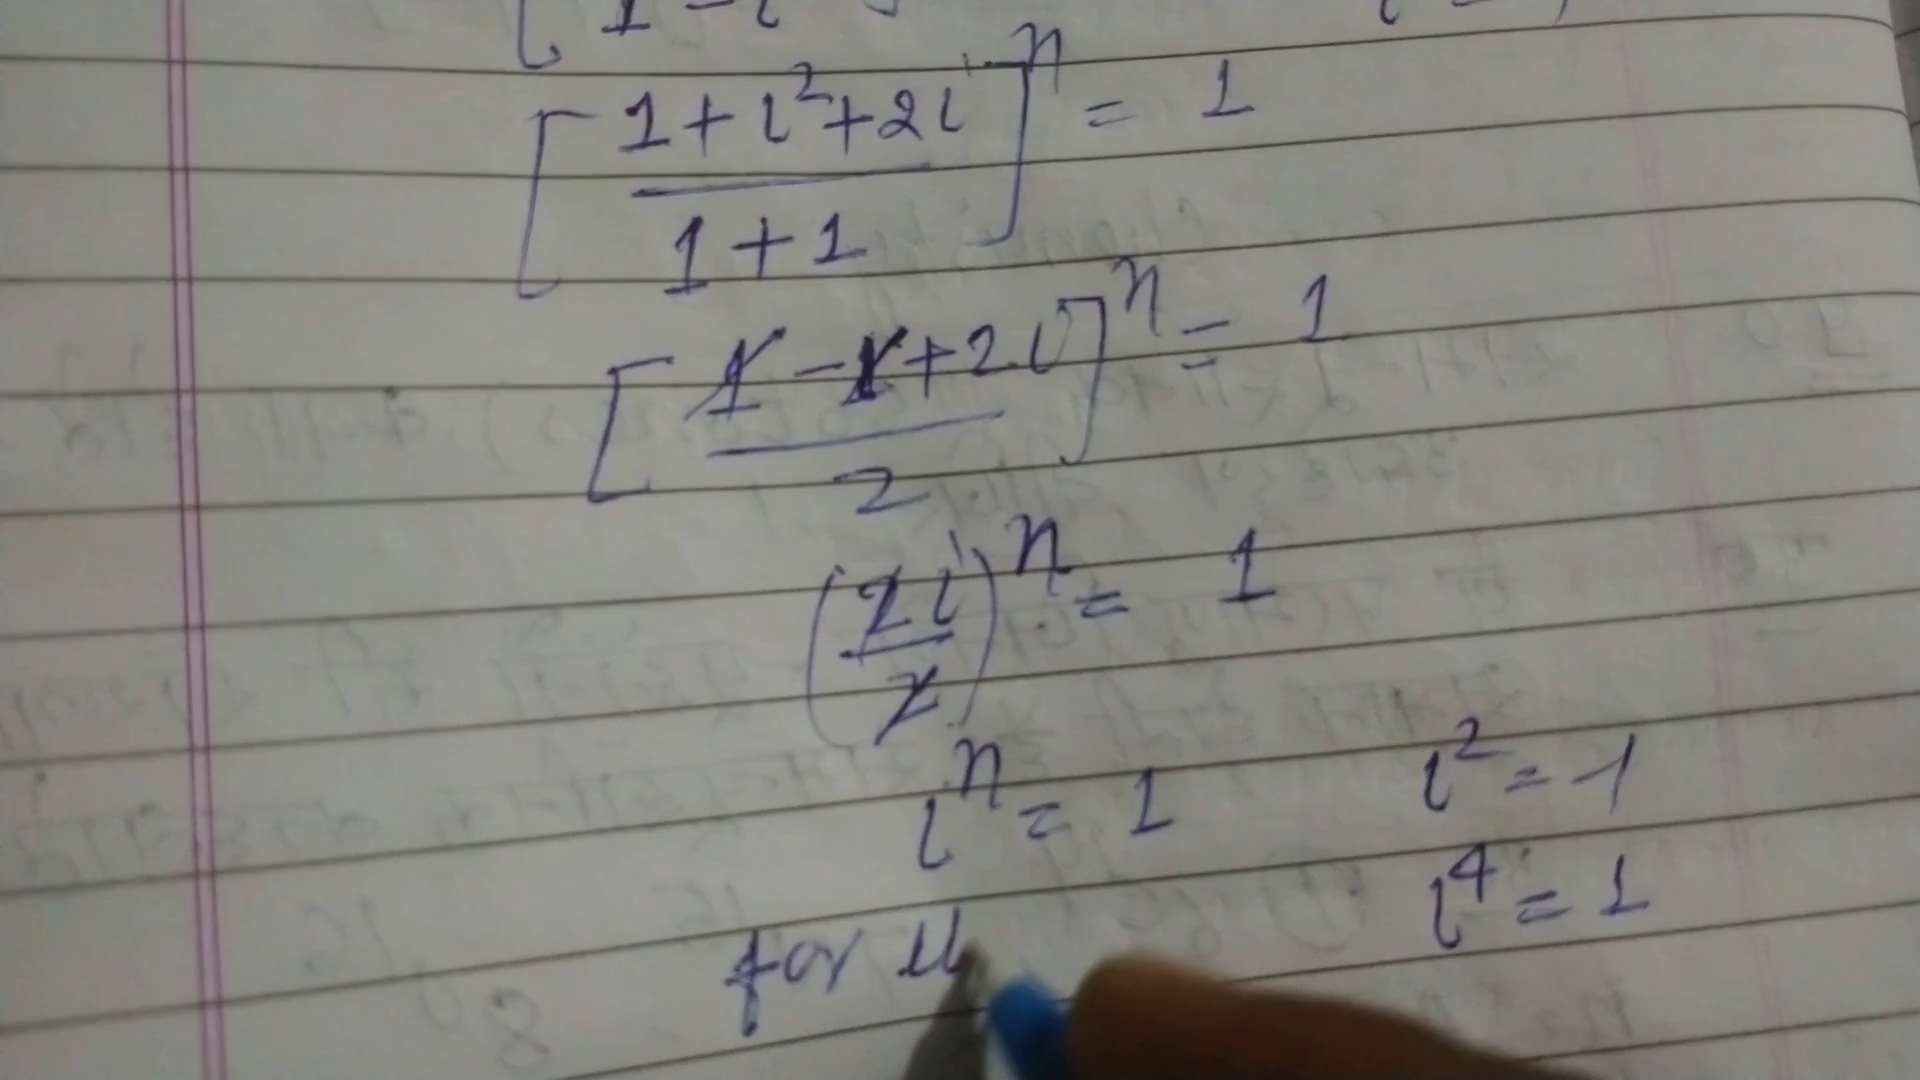 [1+i²+2i / 1+1]ⁿ = 1
[1-1+2i / 2]ⁿ = 1
(2i / 2)ⁿ = 1
iⁿ = 1 i² = -1
i⁴ = 1
for